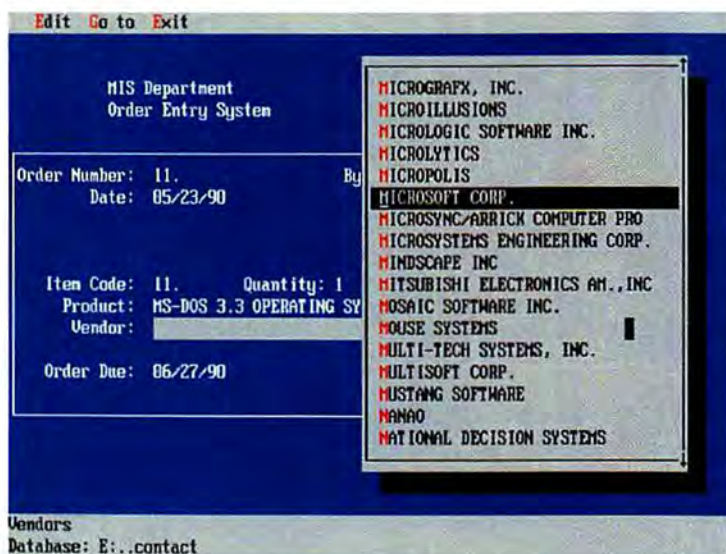 Edit Go to Exit
MIS Department
Order Entry System
Order Number: 11. By
Date: 05/23/90
Item Code: 11. Quantity: 1
Product: MS-DOS 3.3 OPERATING SY
Vendor:
Order Due: 06/27/90
MICROGRAFX, INC.
MICROILLUSIONS
MICROLOGIC SOFTWARE INC.
MICROLYTICS
MICROPOLIS
MICROSOFT CORP.
MICROSYNC/ARRICK COMPUTER PRO
MICROSYSTEMS ENGINEERING CORP.
MINDSCAPE INC
MITSUBISHI ELECTRONICS AM.,INC
MOSAIC SOFTWARE INC.
MOUSE SYSTEMS
MULTI-TECH SYSTEMS, INC.
MULTISOFT CORP.
MUSTANG SOFTWARE
NANAO
NATIONAL DECISION SYSTEMS
Vendors
Database: E:..contact